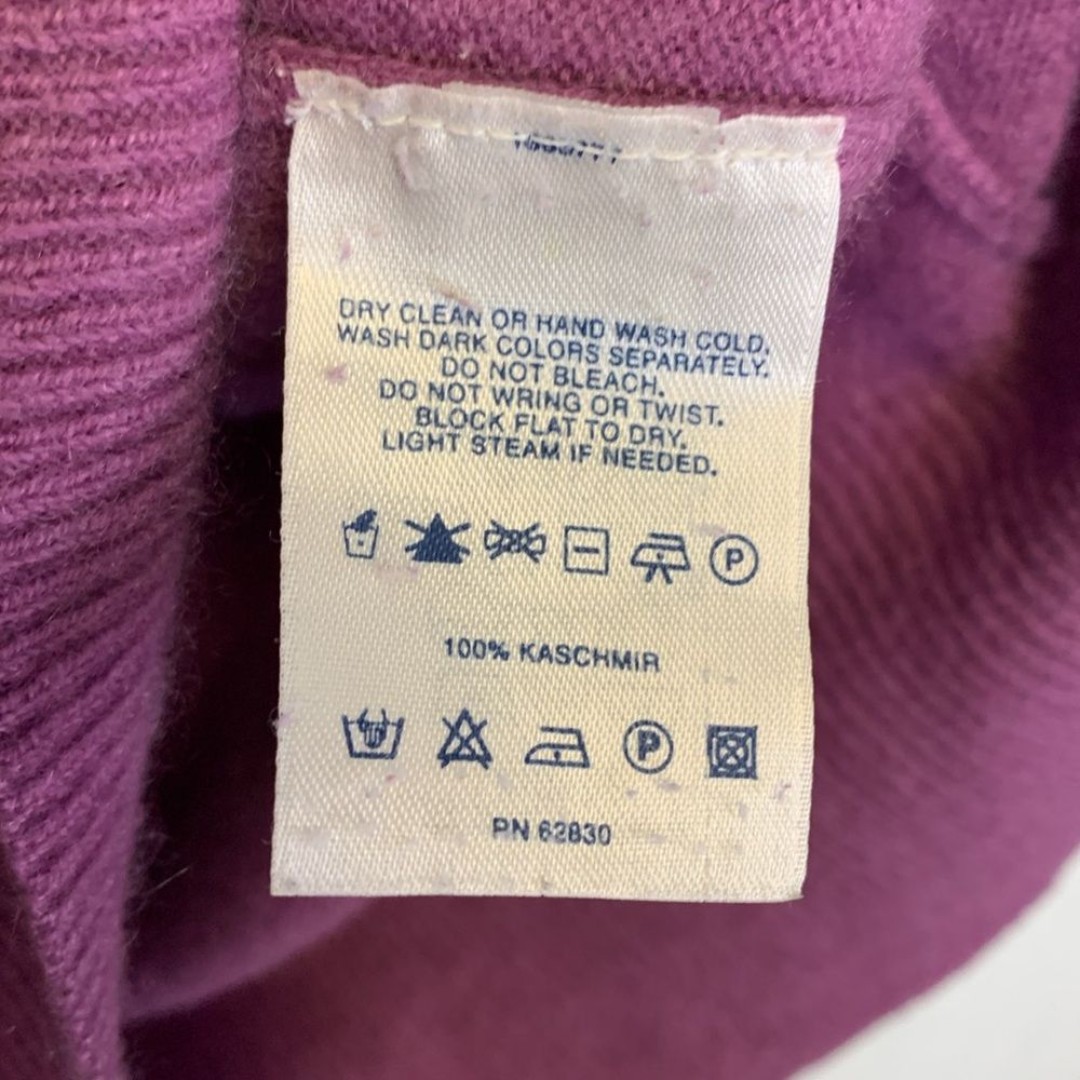 DRY CLEAN OR HAND WASH COLD.
WASH DARK COLORS SEPARATELY.
DO NOT BLEACH.
DO NOT WRING OR TWIST.
BLOCK FLAT TO DRY.
LIGHT STEAM IF NEEDED.
P
100% KASCHMIR
P
PN 62830